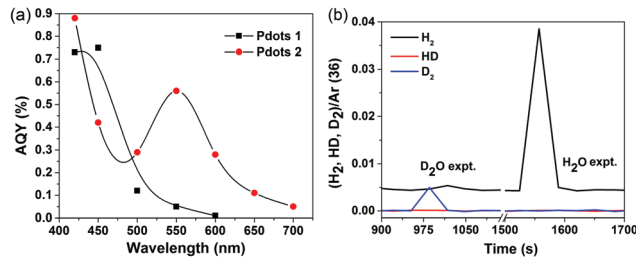 (a)
Pdots 1
Pdots 2
AQY (%)
0.9
0.8
0.7
0.6
0.5
0.4
0.3
0.2
0.1
0.0
400 450 500 550 600 650 700
Wavelength (nm)
(b)
H₂
HD
D₂
(H₂, HD, D₂)/Ar (36)
0.04
0.03
0.02
0.01
0.00
D₂O expt.
H₂O expt.
900 975 1050 1500 1600 1700
Time (s)